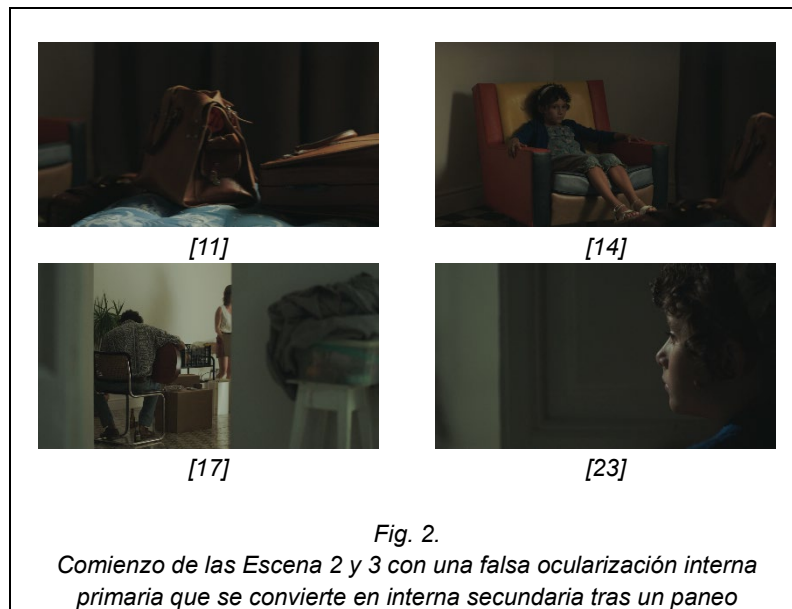 [11]
[14]
[17]
[23]
Fig. 2.
Comienzo de las Escena 2 y 3 con una falsa ocularización interna
primaria que se convierte en interna secundaria tras un paneo